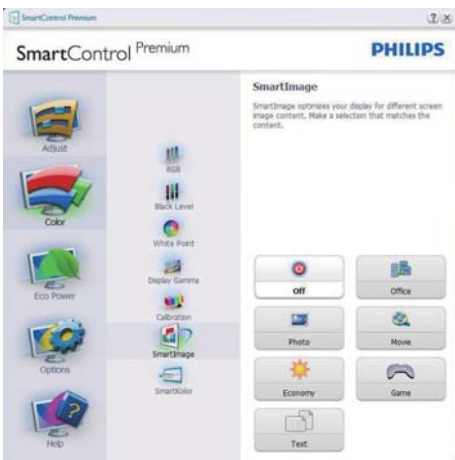 SmartControl Premium
SmartControl Premium
PHILIPS
Adjust
Color
Eco Power
Options
Help
RGB
Black Level
White Point
Display Gamma
Calibration
SmartImage
SmartKolor
SmartImage
SmartImage optimizes your display for different screen
image content. Make a selection that matches the
content.
Off
Office
Photo
Movie
Economy
Game
Text